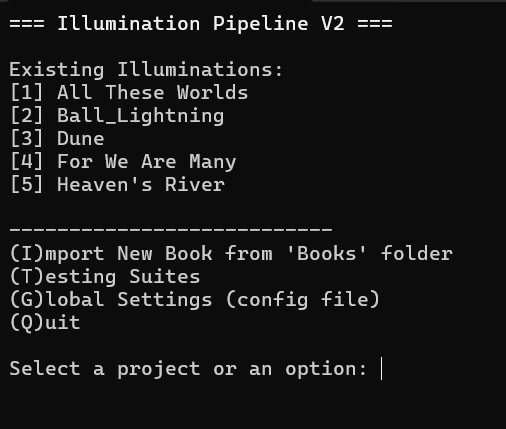 === Illumination Pipeline V2 ===
Existing Illuminations:
[1] All These Worlds
[2] Ball_Lightning
[3] Dune
[4] For We Are Many
[5] Heaven's River
---------------------------
(I)mport New Book from 'Books' folder
(T)esting Suites
(G)lobal Settings (config file)
(Q)uit
Select a project or an option: